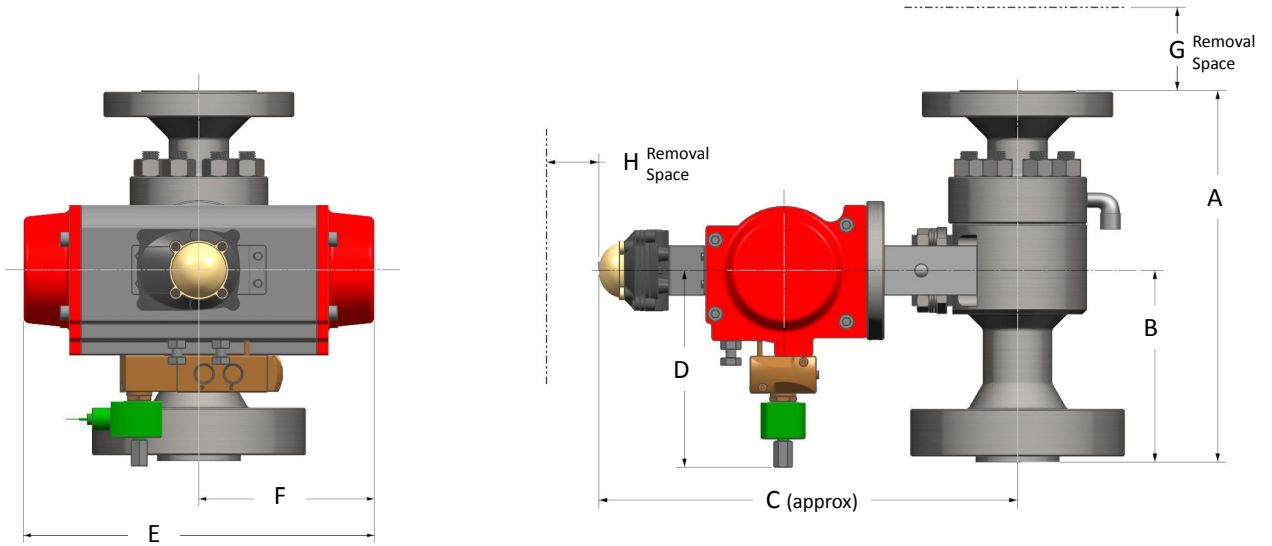 G Removal
Space
H Removal
Space
A
B
D
C (approx)
F
E